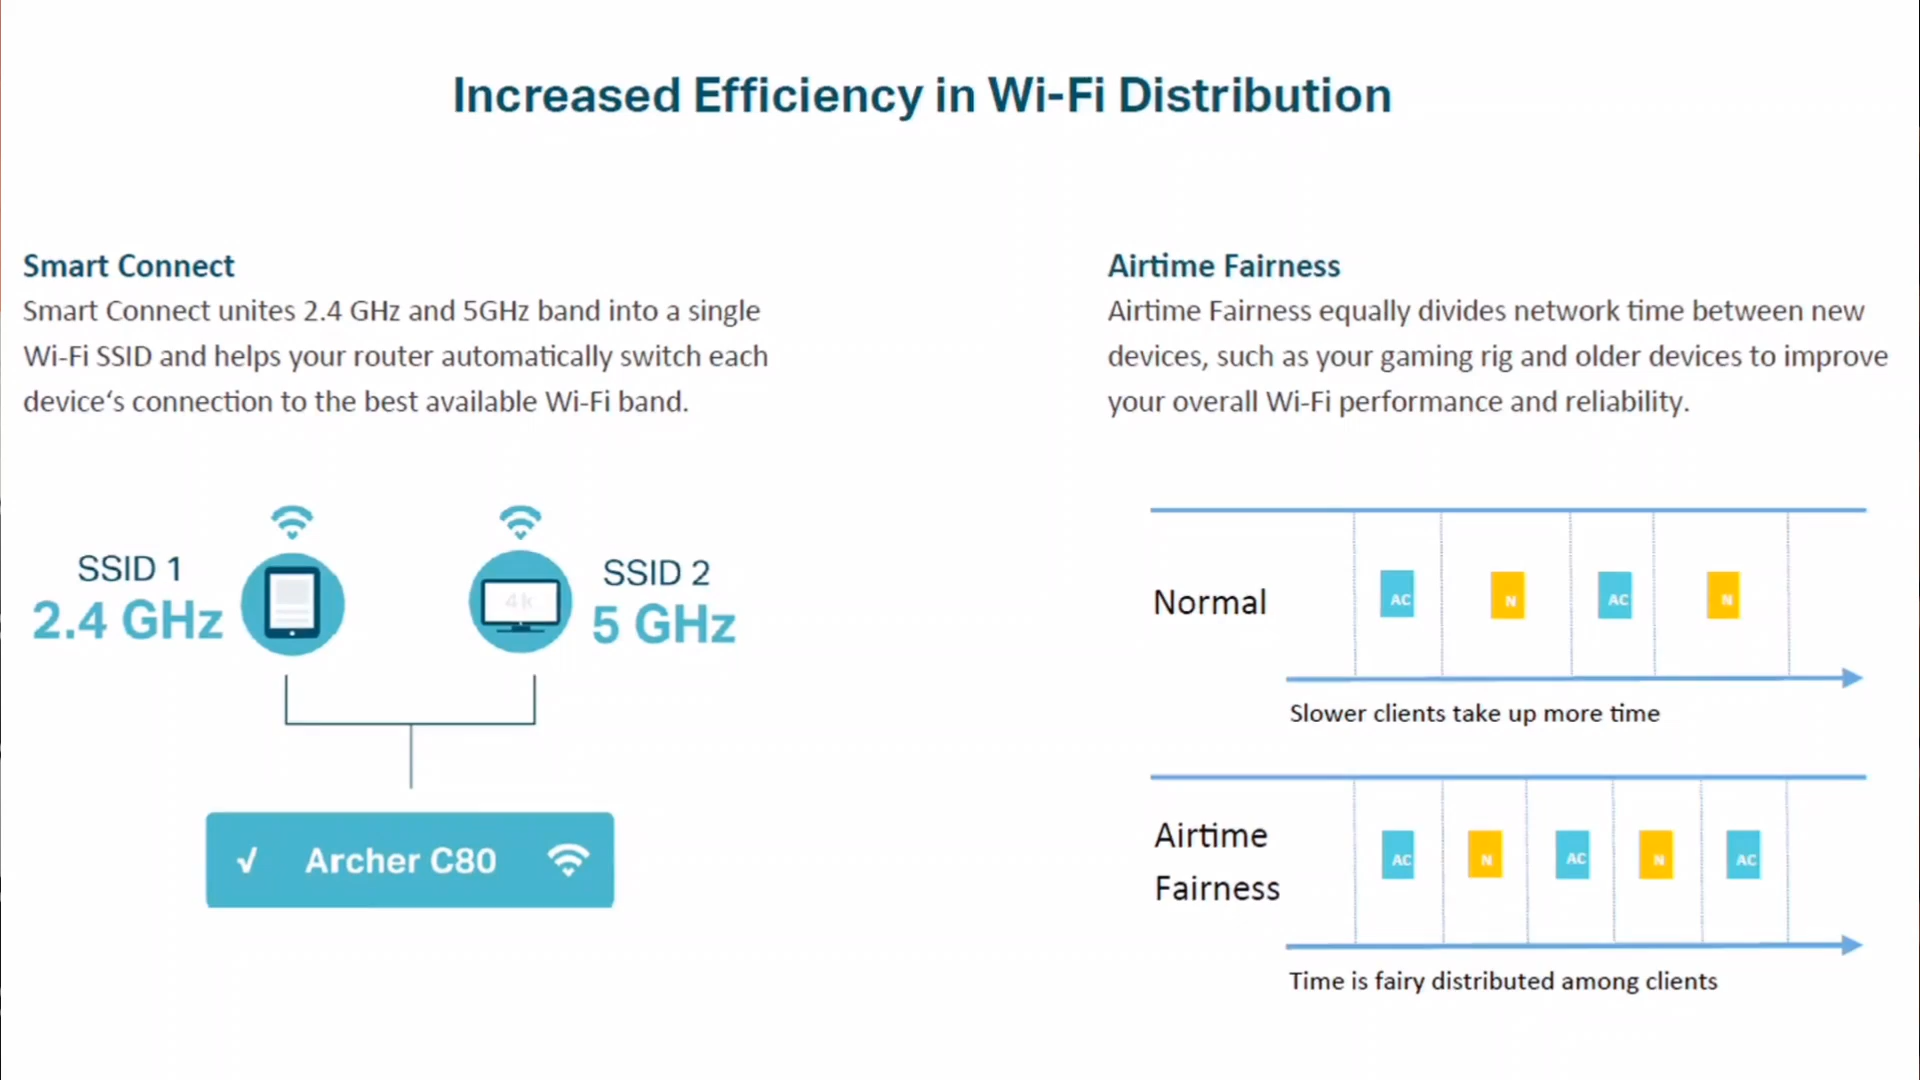 Increased Efficiency in Wi-Fi Distribution
Smart Connect
Smart Connect unites 2.4 GHz and 5GHz band into a single
Wi-Fi SSID and helps your router automatically switch each
device‘s connection to the best available Wi-Fi band.
SSID 1
2.4 GHz
4k
SSID 2
5 GHz
√ Archer C80
Airtime Fairness
Airtime Fairness equally divides network time between new
devices, such as your gaming rig and older devices to improve
your overall Wi-Fi performance and reliability.
Normal
AC N AC N
Slower clients take up more time
Airtime
Fairness
AC N AC N AC
Time is fairy distributed among clients